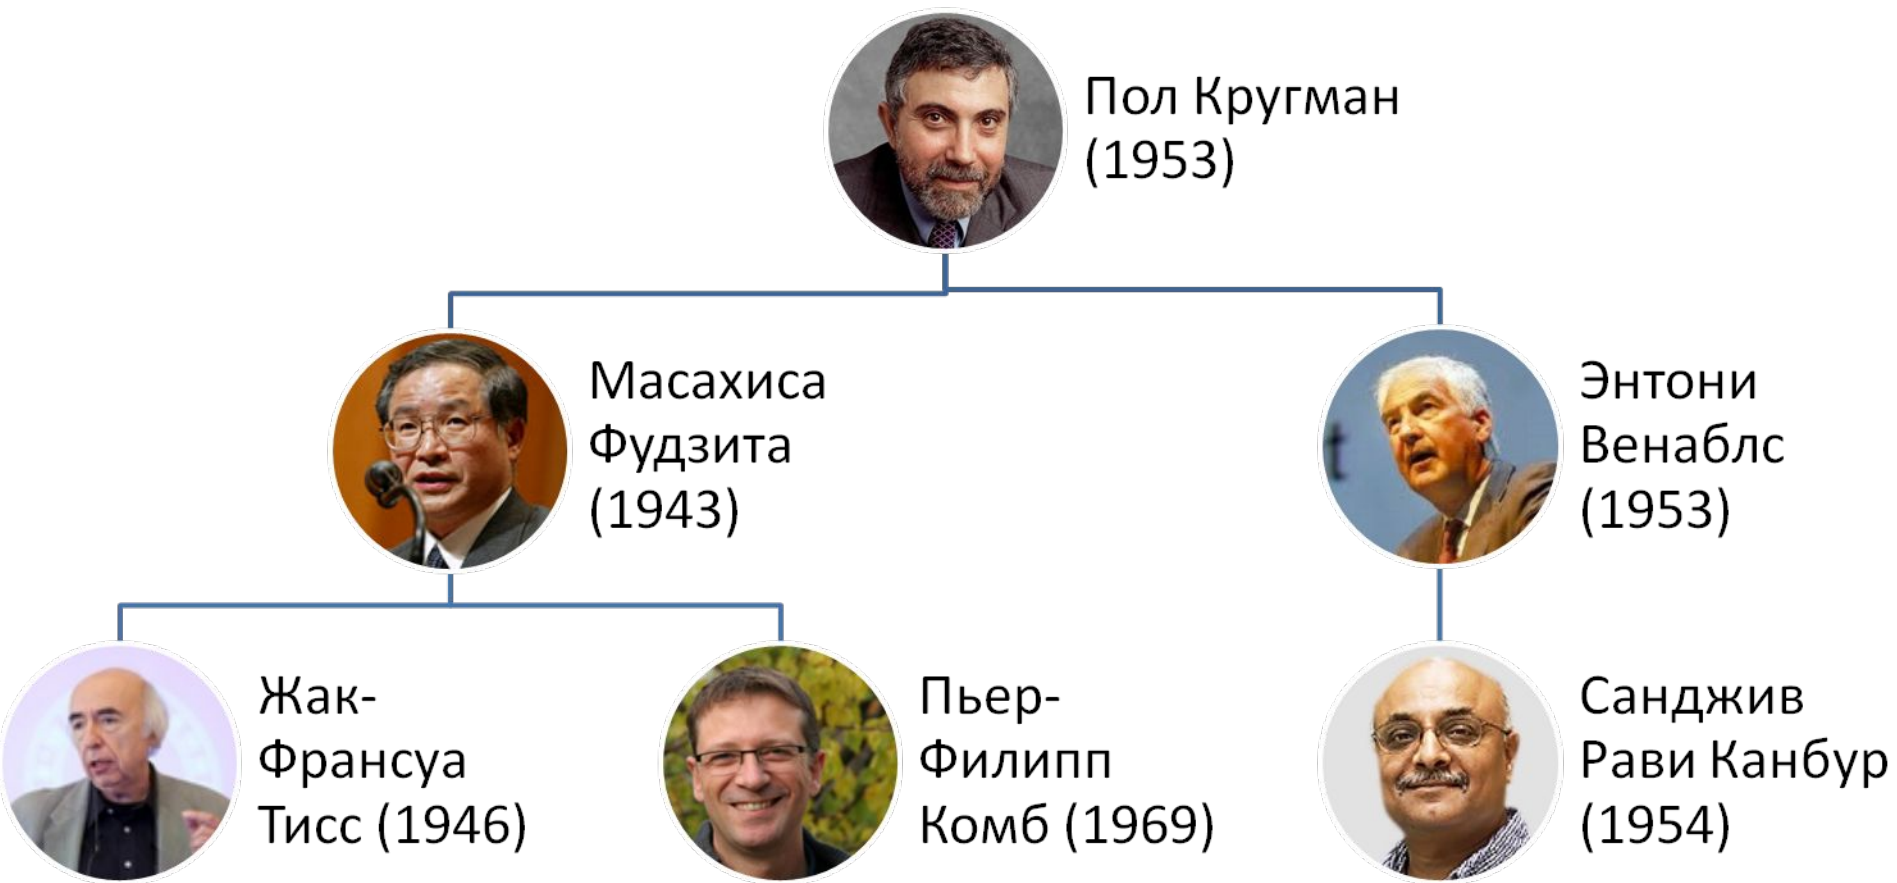 Пол Кругман
(1953)
Масахиса
Фудзита
(1943)
Энтони
Венаблс
(1953)
Жак-
Франсуа
Тисс (1946)
Пьер-
Филипп
Комб (1969)
Санджив
Рави Канбур
(1954)